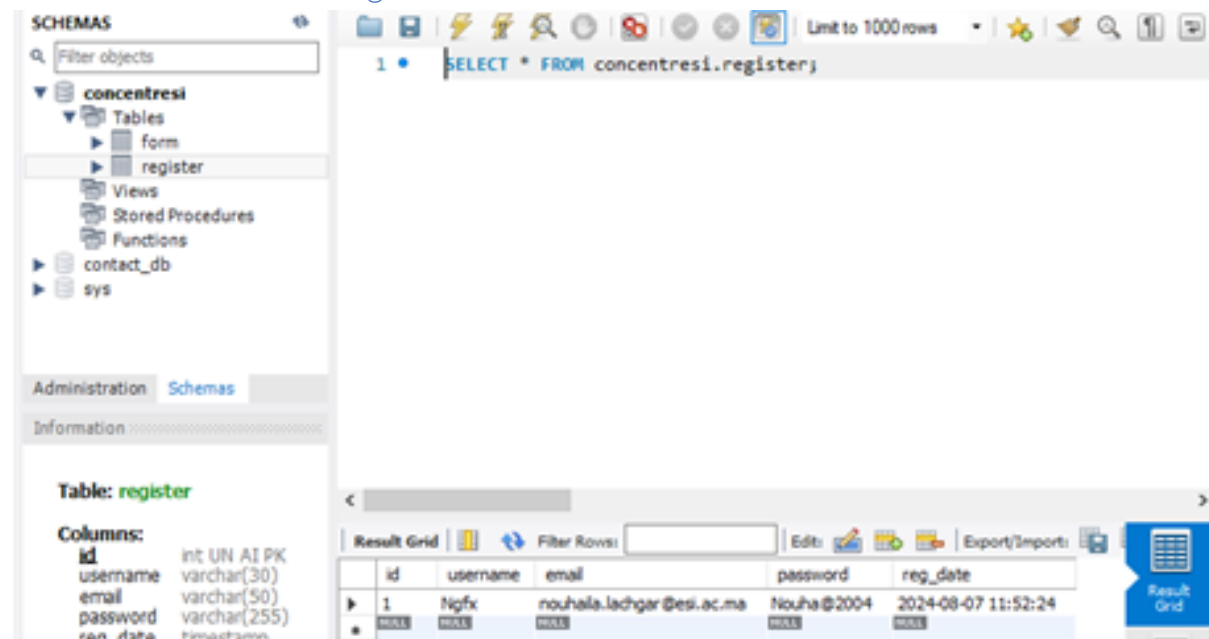 SCHEMAS
Filter objects
concentresi
Tables
form
register
Views
Stored Procedures
Functions
contact_db
sys
Administration Schemas
Information
Table: register
Columns:
id int UN AI PK
username varchar(30)
email varchar(50)
password varchar(255)
reg_date timestamp
Limit to 1000 rows
1 SELECT * FROM concentresi.register;
Result Grid Filter Rows: Edit: Export/Import:
id username email password reg_date
1 Ngfx nouhaila.lachgar@esi.ac.ma Nouha@2004 2024-08-07 11:52:24
NULL NULL NULL NULL NULL
Result
Grid